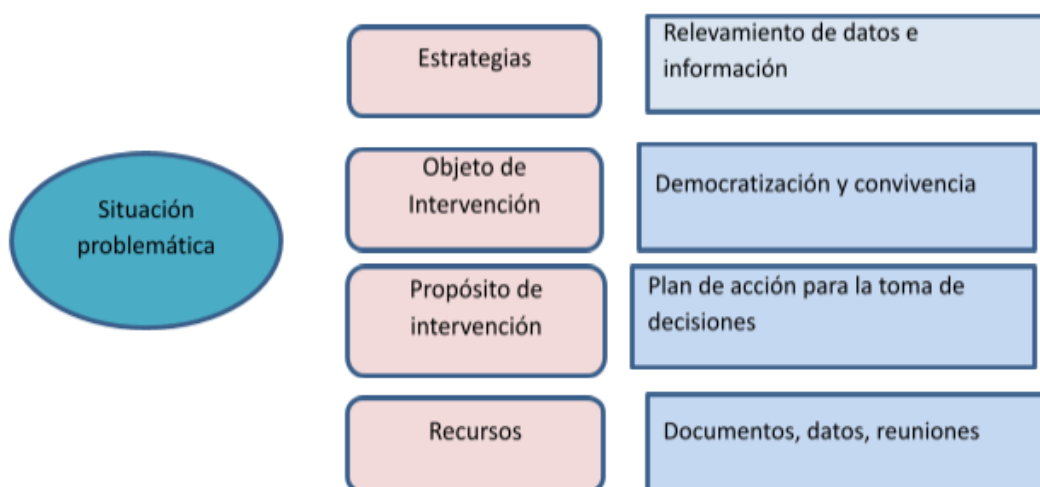 Situación
problemática
Estrategias
Relevamiento de datos e
información
Objeto de
Intervención
Democratización y convivencia
Propósito de
intervención
Plan de acción para la toma de
decisiones
Recursos
Documentos, datos, reuniones